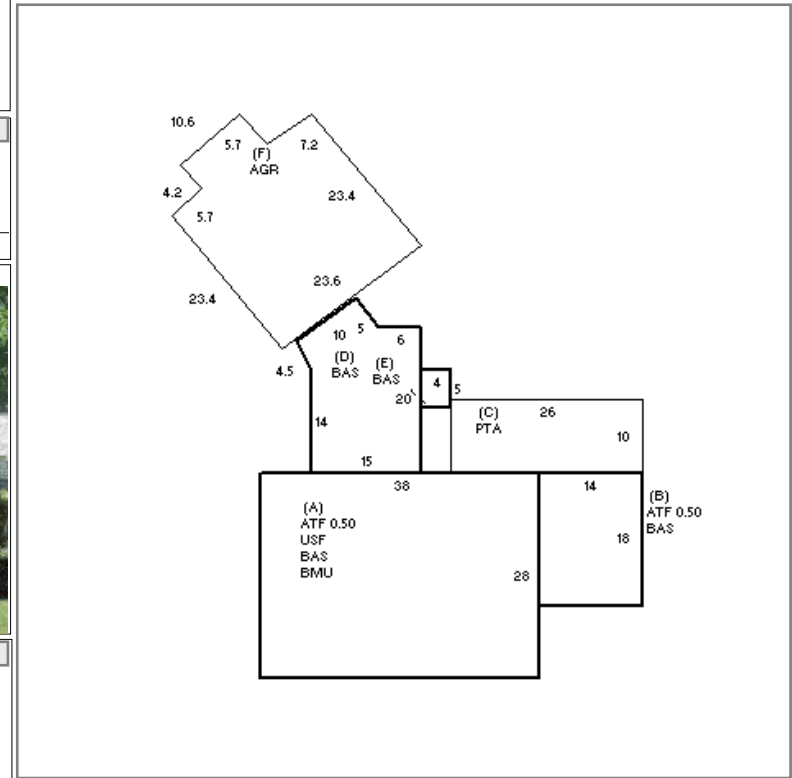 10.6
5.7
7.2
(F)
AGR
4.2
23.4
5.7
23.6
23.4
10
5
6
(D)
BAS
(E)
BAS
4.5
4
5
20
(C)
PTA
26
10
14
15
38
14
(A)
ATF 0.50
USF
BAS
BMU
(B)
ATF 0.50
BAS
18
28